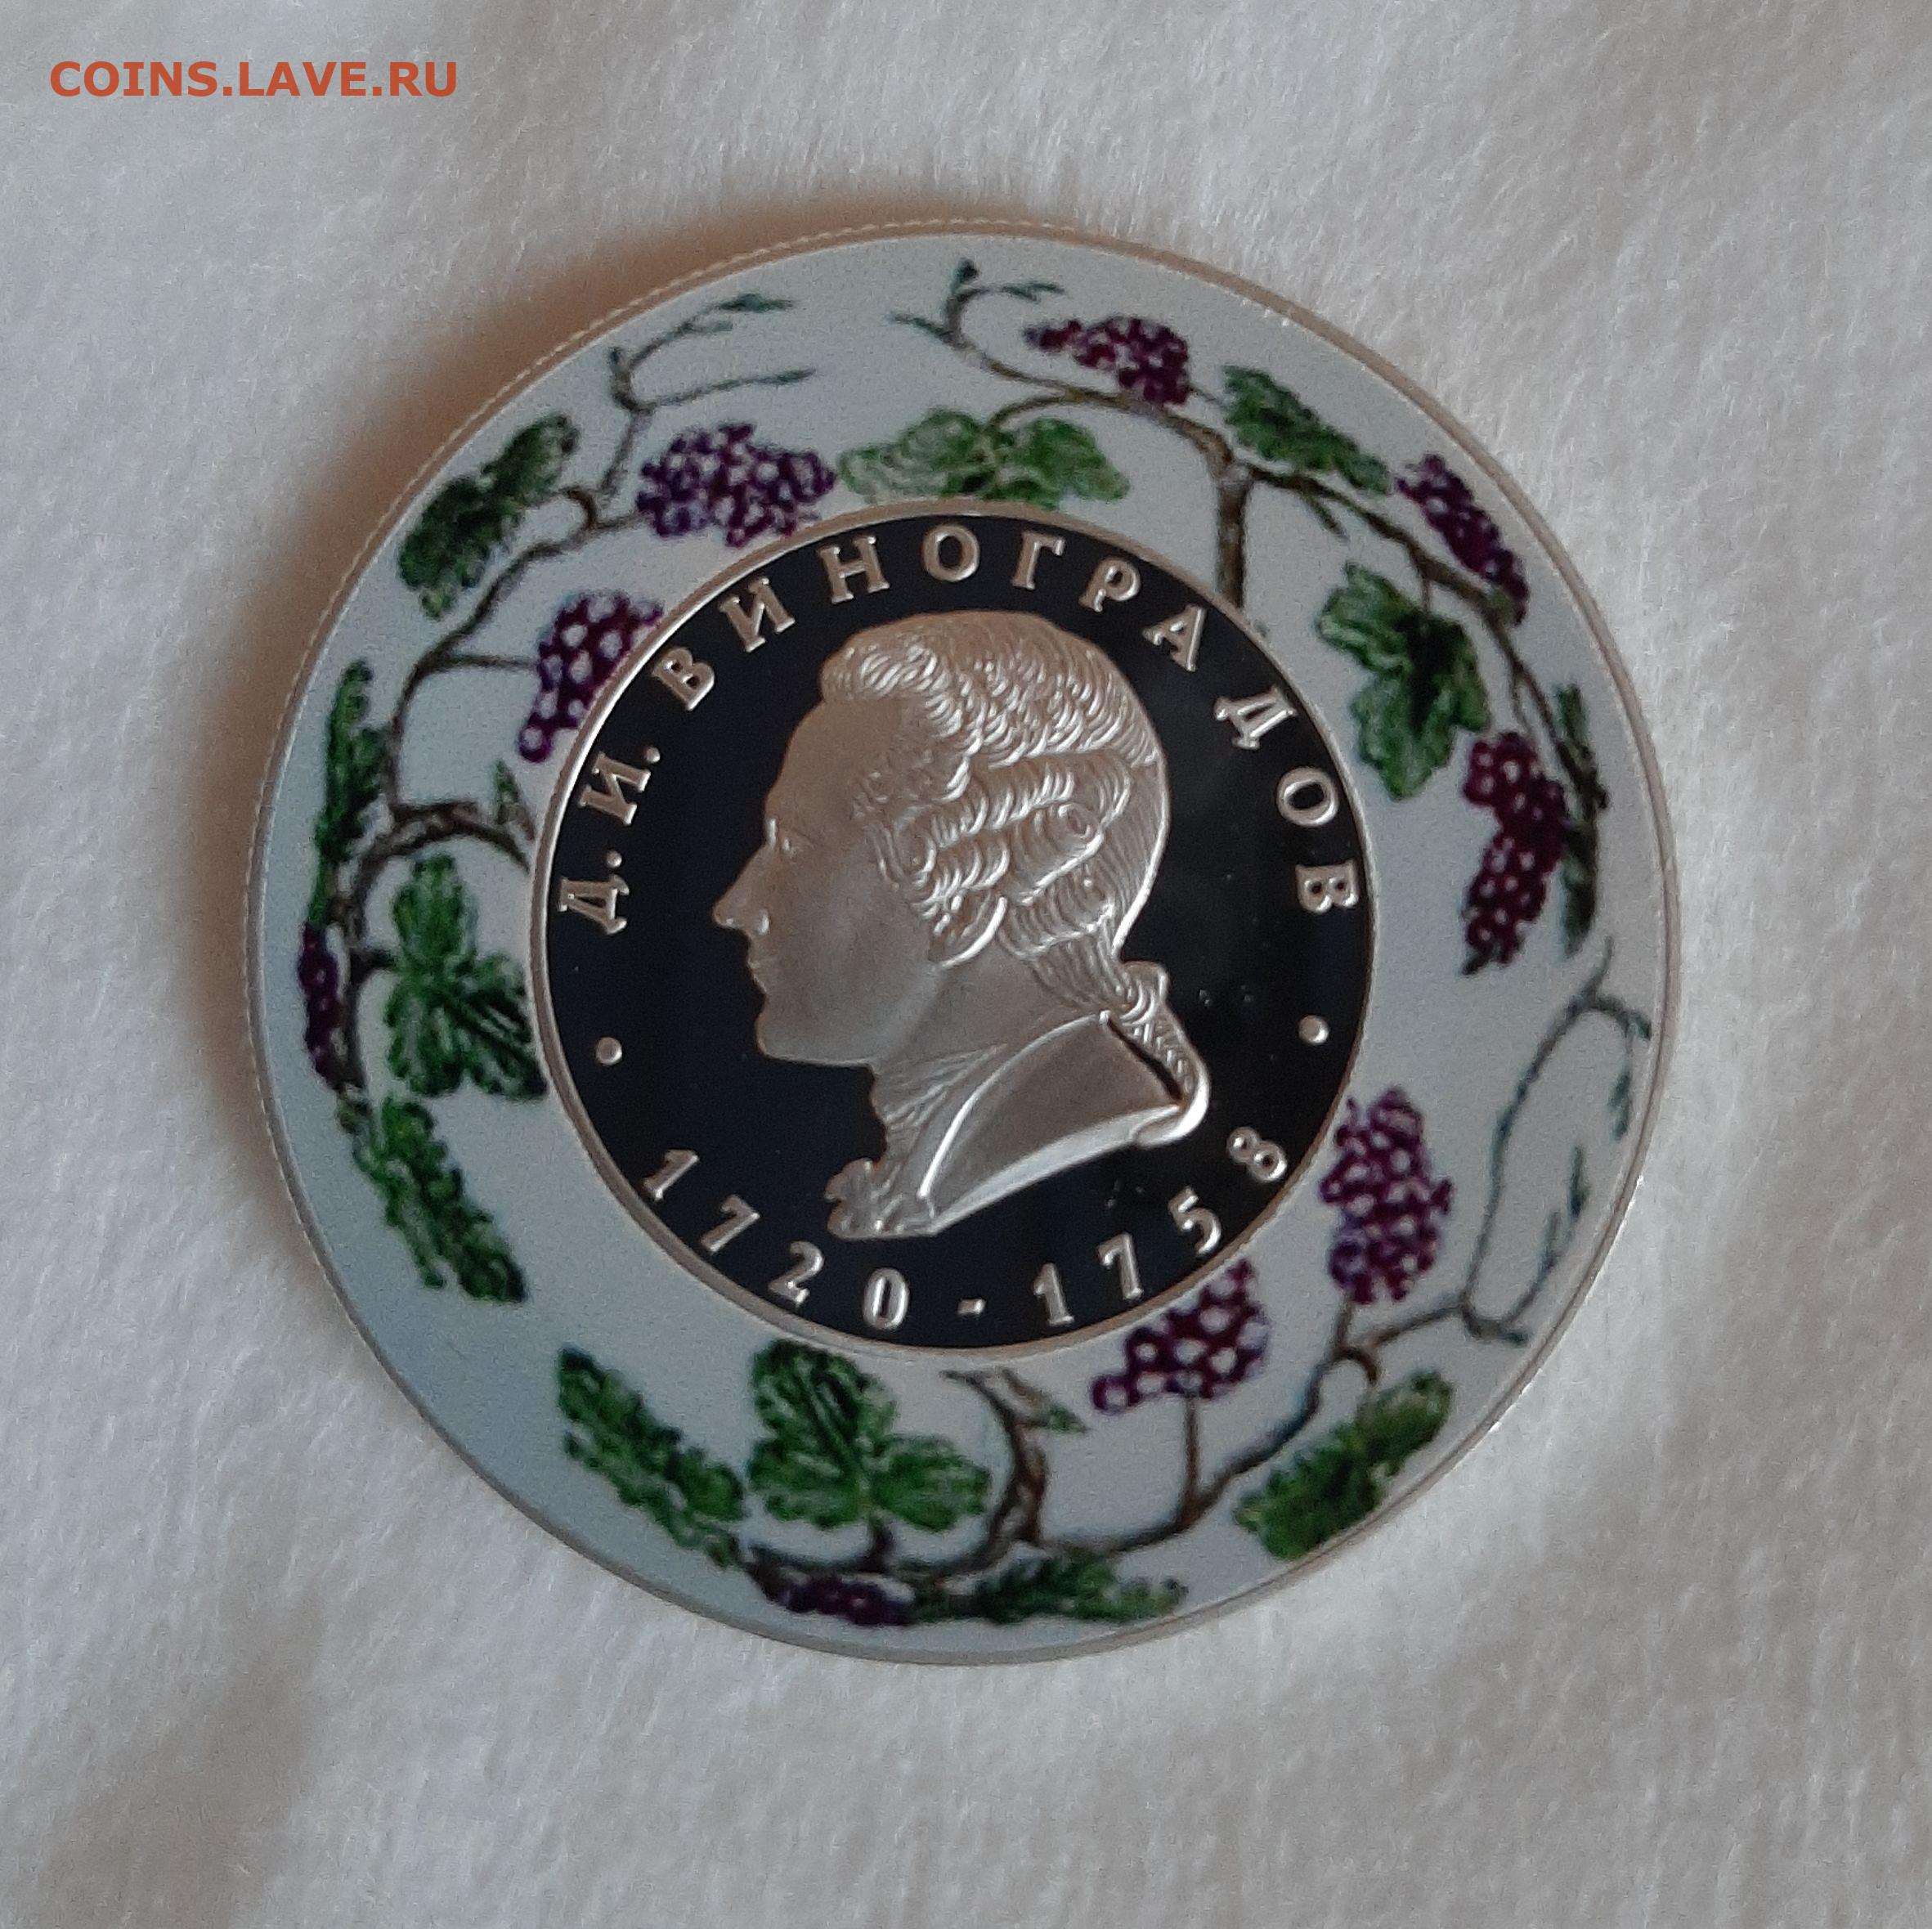 COINS.LAVE.RU
Д.И. ВИНОГРАДОВ
• 1720-1758 •